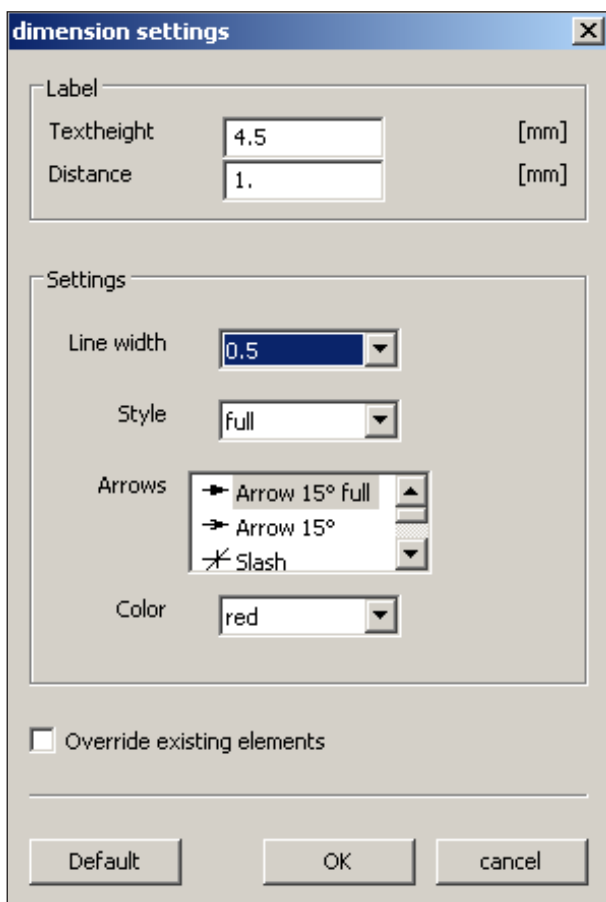 dimension settings
Label
Textheight 4.5 [mm]
Distance 1. [mm]
Settings
Line width 0.5
Style full
Arrows Arrow 15° full
Arrow 15°
Slash
Color red
Override existing elements
Default OK cancel